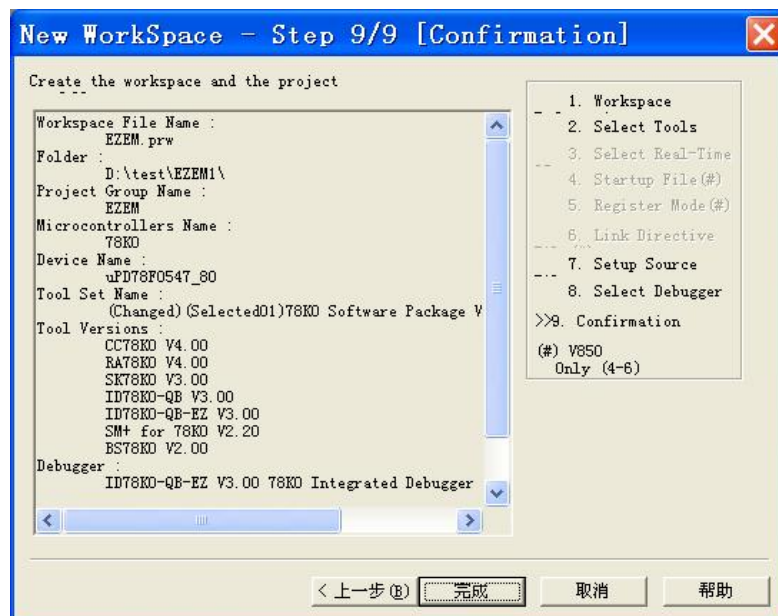 New WorkSpace - Step 9/9 [Confirmation]
Create the workspace and the project
Workspace File Name :
EZEM.prw
Folder :
D:\test\EZEM1\
Project Group Name :
EZEM
Microcontrollers Name :
78K0
Device Name :
uPD78F0547_80
Tool Set Name :
(Changed)(Selected01)78K0 Software Package V
Tool Versions :
CC78K0 V4.00
RA78K0 V4.00
SK78K0 V3.00
ID78K0-QB V3.00
ID78K0-QB-EZ V3.00
SM+ for 78K0 V2.20
BS78K0 V2.00
Debugger :
ID78K0-QB-EZ V3.00 78K0 Integrated Debugger
1. Workspace
2. Select Tools
3. Select Real-Time
4. Startup File(#)
5. Register Mode(#)
6. Link Directive
7. Setup Source
8. Select Debugger
>>9. Confirmation
(#) V850
Only (4-6)
< 上一步(B)
完成
取消
帮助